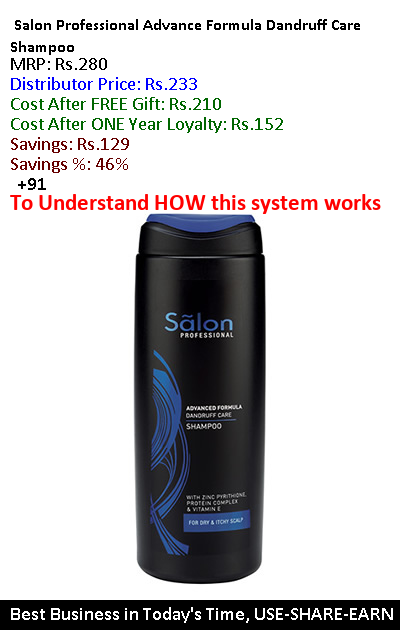 Salon Professional Advance Formula Dandruff Care
Shampoo
MRP: Rs.280
Distributor Price: Rs.233
Cost After FREE Gift: Rs.210
Cost After ONE Year Loyalty: Rs.152
Savings: Rs.129
Savings %: 46%
+91
To Understand HOW this system works
Sãlon
PROFESSIONAL
ADVANCED FORMULA
DANDRUFF CARE
SHAMPOO
WITH ZINC PYRITHIONE,
PROTEIN COMPLEX
& VITAMIN E
FOR DRY & ITCHY SCALP
Best Business in Today's Time, USE-SHARE-EARN